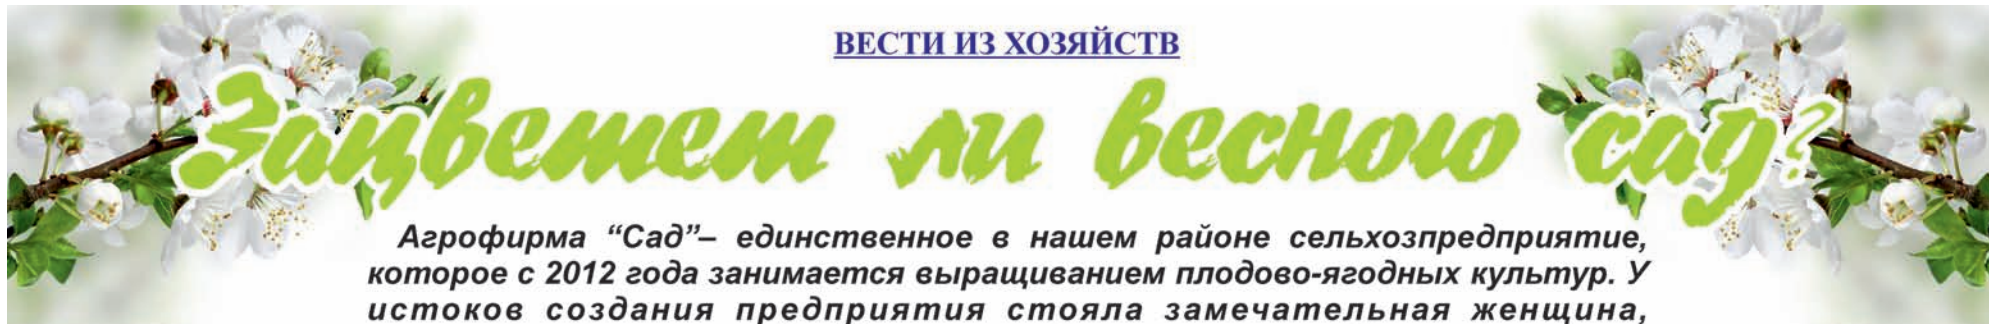 ВЕСТИ ИЗ ХОЗЯЙСТВ
Зацветет ли весною сад?
Агрофирма “Сад”– единственное в нашем районе сельхозпредприятие,
которое с 2012 года занимается выращиванием плодово-ягодных культур. У
истоков создания предприятия стояла замечательная женщина,